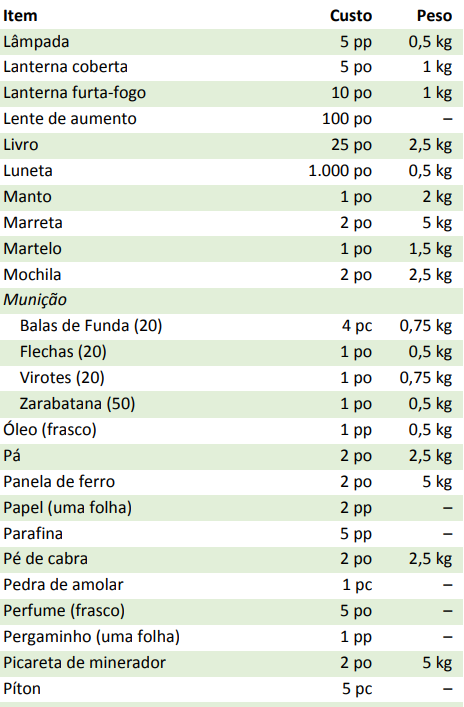 Item Custo Peso
Lâmpada 5 pp 0,5 kg
Lanterna coberta 5 po 1 kg
Lanterna furta-fogo 10 po 1 kg
Lente de aumento 100 po –
Livro 25 po 2,5 kg
Luneta 1.000 po 0,5 kg
Manto 1 po 2 kg
Marreta 2 po 5 kg
Martelo 1 po 1,5 kg
Mochila 2 po 2,5 kg
Munição
Balas de Funda (20) 4 pc 0,75 kg
Flechas (20) 1 po 0,5 kg
Virotes (20) 1 po 0,75 kg
Zarabatana (50) 1 po 0,5 kg
Óleo (frasco) 1 pp 0,5 kg
Pá 2 po 2,5 kg
Panela de ferro 2 po 5 kg
Papel (uma folha) 2 pp –
Parafina 5 pp –
Pé de cabra 2 po 2,5 kg
Pedra de amolar 1 pc –
Perfume (frasco) 5 po –
Pergaminho (uma folha) 1 pp –
Picareta de minerador 2 po 5 kg
Píton 5 pc –